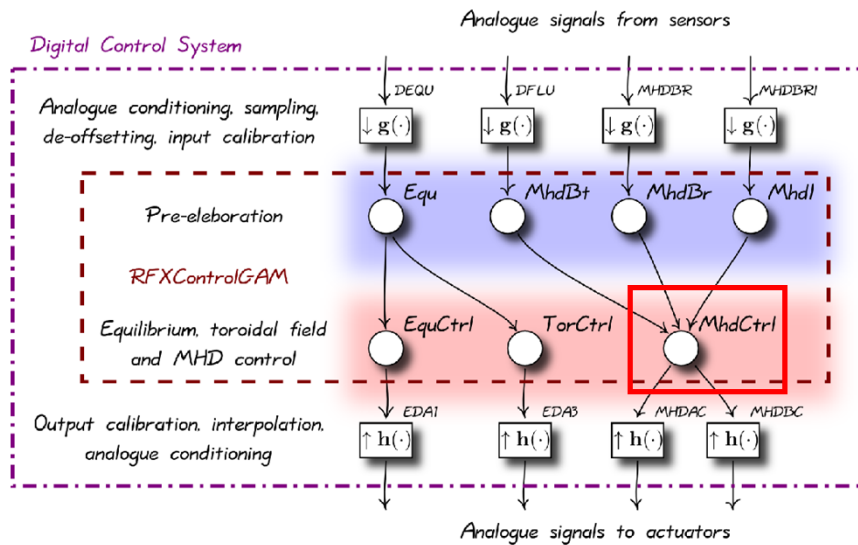 Analogue signals from sensors
Digital Control System
DEQU
DFLU
MHDBR
MHDBRI
Analogue conditioning, sampling,
de-offsetting, input calibration
↓ g(·)
↓ g(·)
↓ g(·)
↓ g(·)
Equ
MhdBt
MhdBr
MhdI
Pre-eleboration
RFXControlGAM
Equilibrium, toroidal field
and MHD control
EquCtrl
TorCtrl
MhdCtrl
Output calibration, interpolation,
analogue conditioning
EDA1
EDA3
MHDAC
MHDBC
↑ h(·)
↑ h(·)
↑ h(·)
↑ h(·)
Analogue signals to actuators